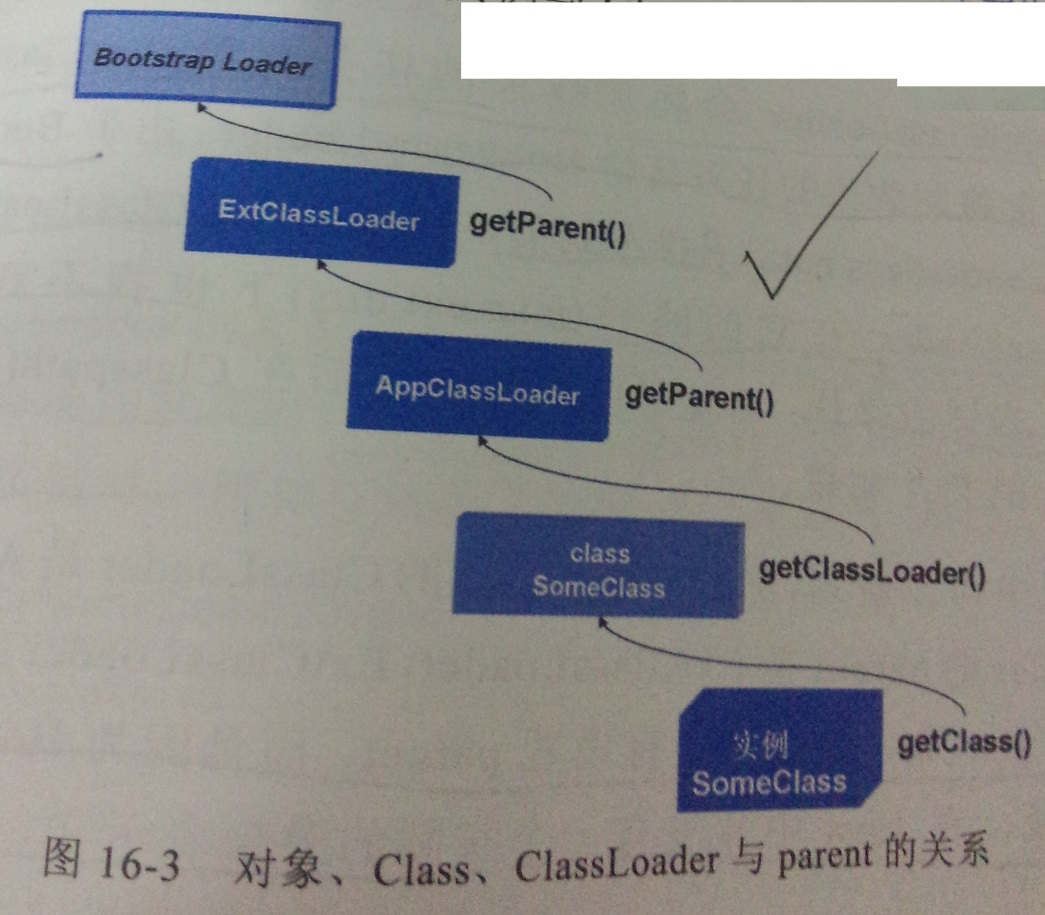 Bootstrap Loader
ExtClassLoader
getParent()
AppClassLoader
getParent()
class
SomeClass
getClassLoader()
实例
SomeClass
getClass()
图 16-3 对象、Class、ClassLoader 与 parent 的关系